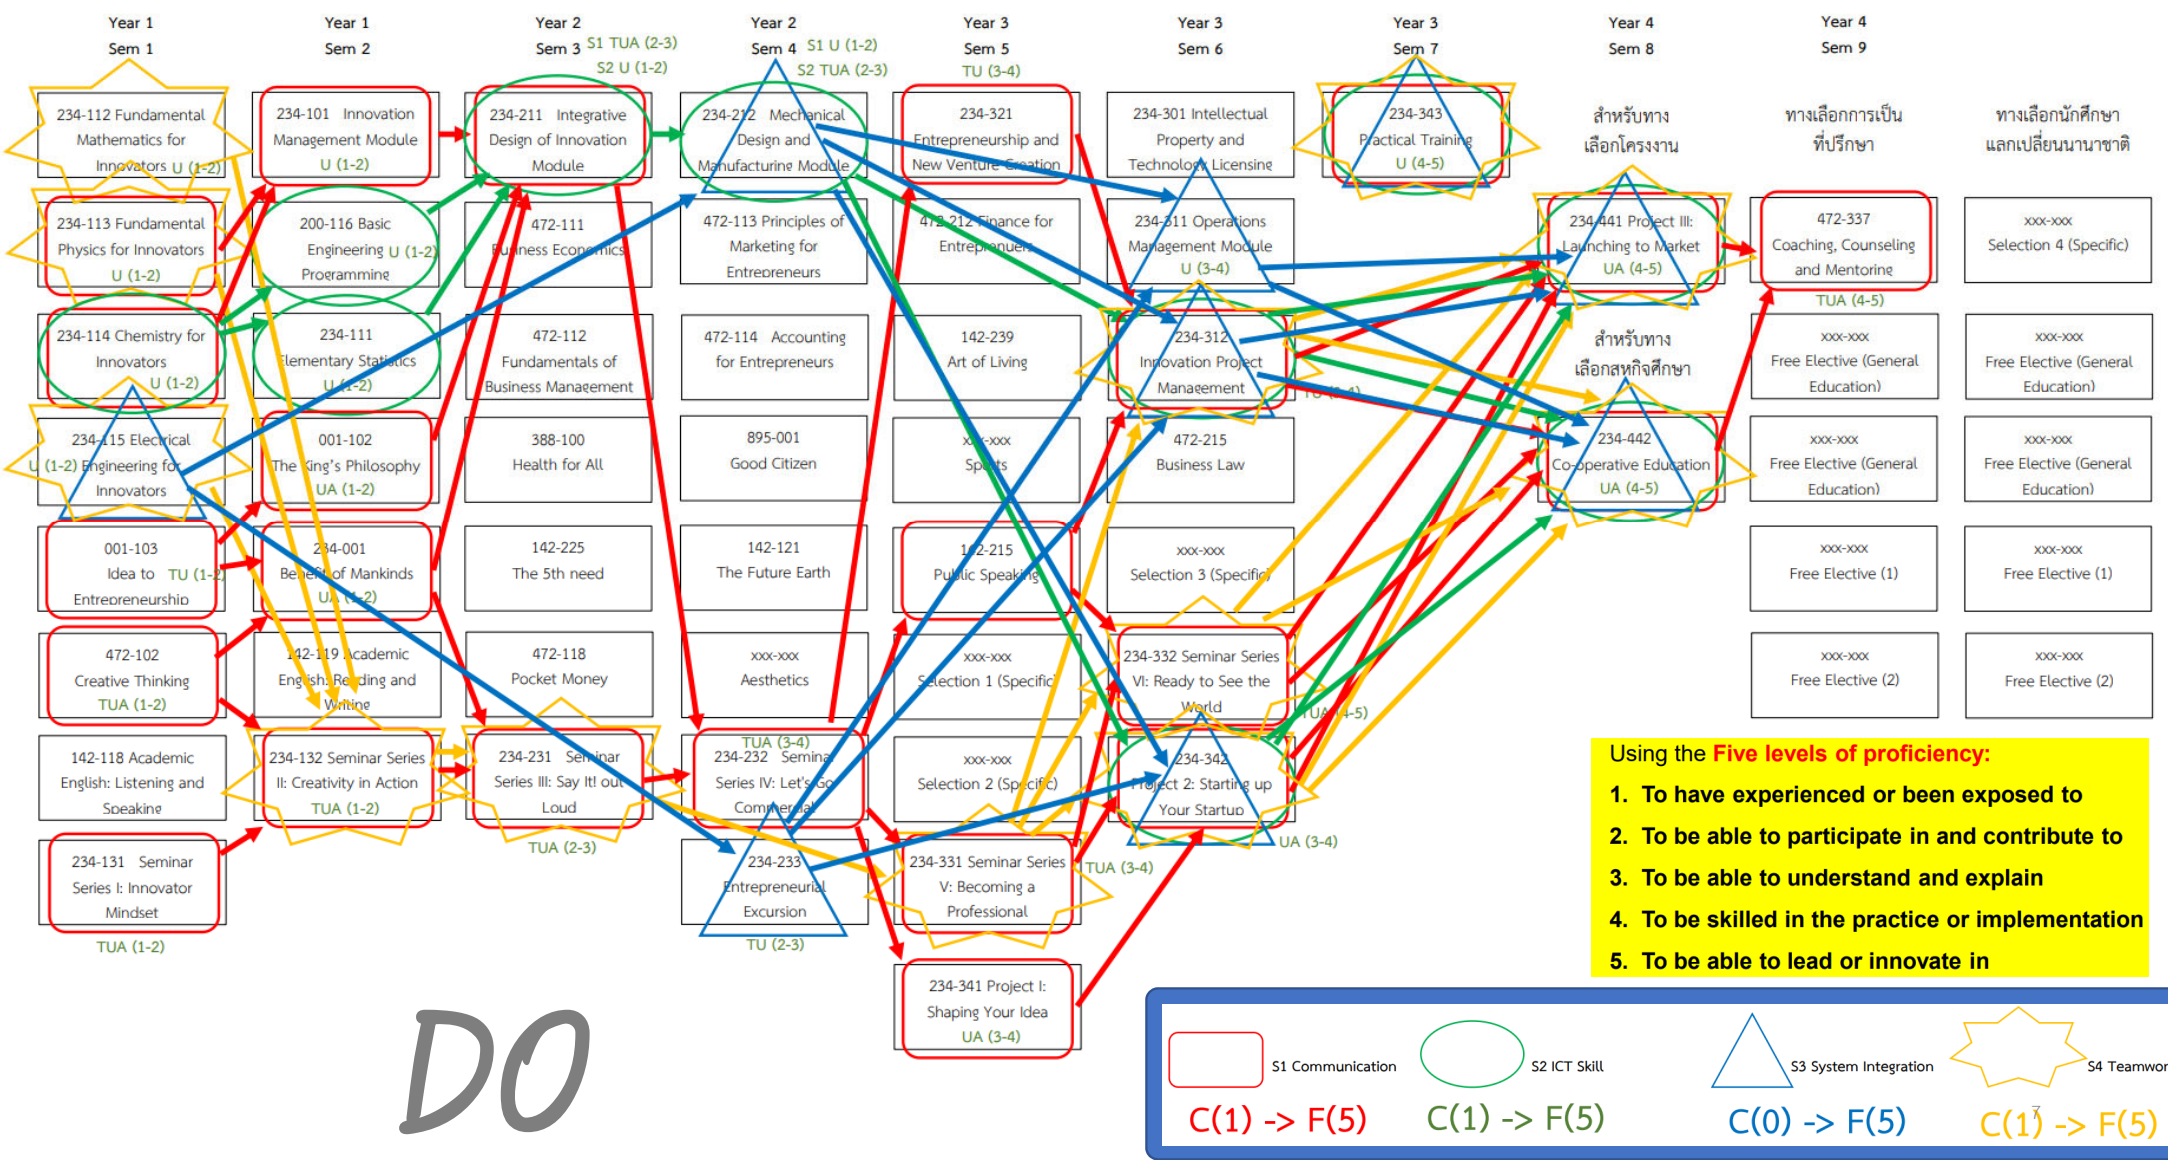 Year 1
Sem 1
Year 1
Sem 2
Year 2
Sem 3
S1 TUA (2-3)
S2 U (1-2)
Year 2
Sem 4
S1 U (1-2)
S2 TUA (2-3)
Year 3
Sem 5
TU (3-4)
Year 3
Sem 6
Year 3
Sem 7
Year 4
Sem 8
Year 4
Sem 9
234-112 Fundamental
Mathematics for
Innovators U (1-2)
234-113 Fundamental
Physics for Innovators
U (1-2)
234-114 Chemistry for
Innovators
U (1-2)
234-115 Electrical
U (1-2) Engineering for
Innovators
001-103
Idea to TU (1-2)
Entrepreneurship
472-102
Creative Thinking
TUA (1-2)
142-118 Academic
English: Listening and
Speaking
234-131 Seminar
Series I: Innovator
Mindset
TUA (1-2)
234-101 Innovation
Management Module
U (1-2)
200-116 Basic
Engineering U (1-2)
Programming
234-111
Elementary Statistics
U (1-2)
001-102
The King's Philosophy
UA (1-2)
234-001
Benefit of Mankinds
UA (1-2)
142-119 Academic
English: Reading and
Writing
234-132 Seminar Series
II: Creativity in Action
TUA (1-2)
234-211 Integrative
Design of Innovation
Module
472-111
Business Economics
472-112
Fundamentals of
Business Management
388-100
Health for All
142-225
The 5th need
472-118
Pocket Money
234-231 Seminar
Series III: Say It! out
Loud
TUA (2-3)
234-212 Mechanical
Design and
Manufacturing Module
472-113 Principles of
Marketing for
Entrepreneurs
472-114 Accounting
for Entrepreneurs
895-001
Good Citizen
142-121
The Future Earth
xxx-xxx
Aesthetics
TUA (3-4)
234-232 Seminar
Series IV: Let's Go
Commercial
234-233
Entrepreneurial
Excursion
TU (2-3)
234-321
Entrepreneurship and
New Venture Creation
472-212 Finance for
Entreprenuers
142-239
Art of Living
xxx-xxx
Sports
142-215
Public Speaking
xxx-xxx
Selection 1 (Specific)
xxx-xxx
Selection 2 (Specific)
234-331 Seminar Series
V: Becoming a
Professional
TUA (3-4)
234-341 Project I:
Shaping Your Idea
UA (3-4)
234-301 Intellectual
Property and
Technology Licensing
234-311 Operations
Management Module
U (3-4)
234-312
Innovation Project
Management
472-215
Business Law
xxx-xxx
Selection 3 (Specific)
234-332 Seminar Series
VI: Ready to See the
World
TUA (4-5)
234-342
Project 2: Starting up
Your Startup
UA (3-4)
234-343
Practical Training
U (4-5)
สำหรับทาง
เลือกโครงงาน
234-441 Project III:
Launching to Market
UA (4-5)
สำหรับทาง
เลือกสหกิจศึกษา
234-442
Co-operative Education
UA (4-5)
ทางเลือกการเป็น
ที่ปรึกษา
472-337
Coaching, Counseling
and Mentoring
TUA (4-5)
xxx-xxx
Free Elective (General
Education)
xxx-xxx
Free Elective (General
Education)
xxx-xxx
Free Elective (1)
xxx-xxx
Free Elective (2)
ทางเลือกนักศึกษา
แลกเปลี่ยนนานาชาติ
xxx-xxx
Selection 4 (Specific)
xxx-xxx
Free Elective (General
Education)
xxx-xxx
Free Elective (General
Education)
xxx-xxx
Free Elective (1)
xxx-xxx
Free Elective (2)
Using the Five levels of proficiency:
1. To have experienced or been exposed to
2. To be able to participate in and contribute to
3. To be able to understand and explain
4. To be skilled in the practice or implementation
5. To be able to lead or innovate in
DO
S1 Communication
S2 ICT Skill
S3 System Integration
S4 Teamwor
C(1) -> F(5)
C(1) -> F(5)
C(0) -> F(5)
C(1) -> F(5)
7